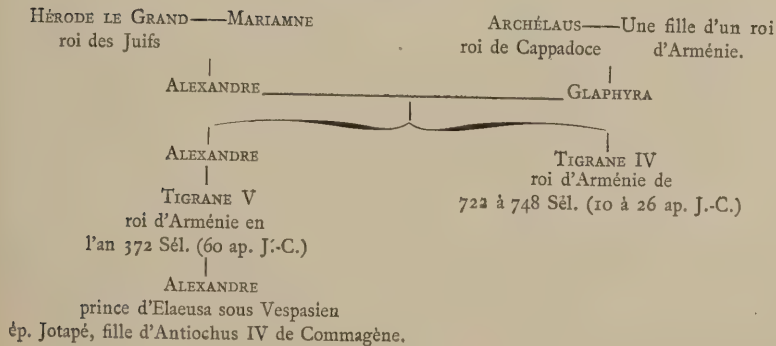 HÉRODE LE GRAND——MARIAMNE
roi des Juifs
ARCHÉLAUS——Une fille d'un roi
roi de Cappadoce d'Arménie.
ALEXANDRE GLAPHYRA
ALEXANDRE
TIGRANE V
roi d'Arménie en
l'an 372 Sél. (60 ap. J.-C.)
ALEXANDRE
prince d'Elaeusa sous Vespasien
ép. Jotapé, fille d'Antiochus IV de Commagène.
TIGRANE IV
roi d'Arménie de
722 à 748 Sél. (10 à 26 ap. J.-C.)